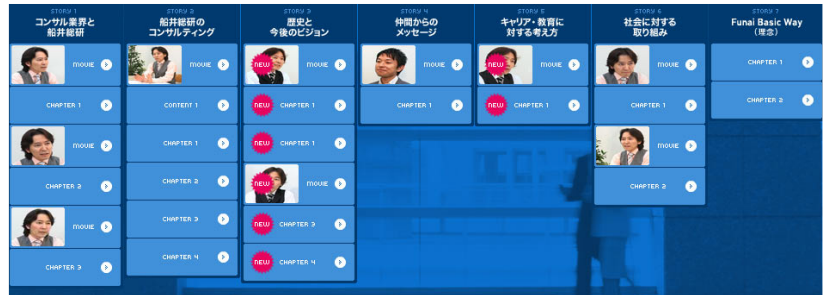 STORY 1
コンサル業界と
船井総研
MOVIE
CHAPTER 1
MOVIE
CHAPTER 2
MOVIE
CHAPTER 3
STORY 2
船井総研の
コンサルティング
MOVIE
CONTENT 1
CHAPTER 1
CHAPTER 2
CHAPTER 3
CHAPTER 4
STORY 3
歴史と
今後のビジョン
NEW MOVIE
NEW CHAPTER 1
NEW CHAPTER 1
NEW MOVIE
NEW CHAPTER 3
NEW CHAPTER 4
STORY 4
仲間からの
メッセージ
MOVIE
CHAPTER 1
STORY 5
キャリア・教育に
対する考え方
NEW MOVIE
NEW CHAPTER 1
STORY 6
社会に対する
取り組み
MOVIE
CHAPTER 1
MOVIE
CHAPTER 2
STORY 7
Funai Basic Way
（理念）
CHAPTER 1
CHAPTER 2